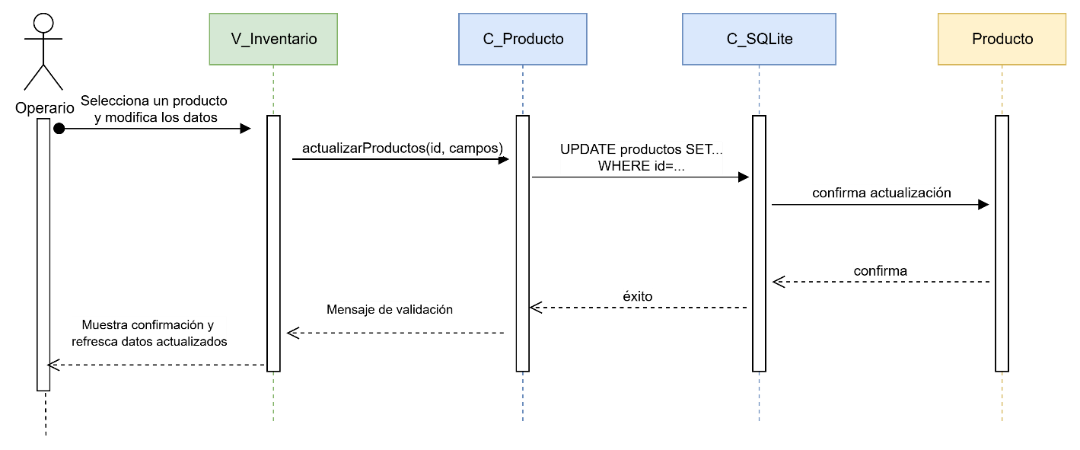 V_Inventario
C_Producto
C_SQLite
Producto
Operario
Selecciona un producto
y modifica los datos
actualizarProductos(id, campos)
UPDATE productos SET...
WHERE id=...
confirma actualización
confirma
éxito
Mensaje de validación
Muestra confirmación y
refresca datos actualizados